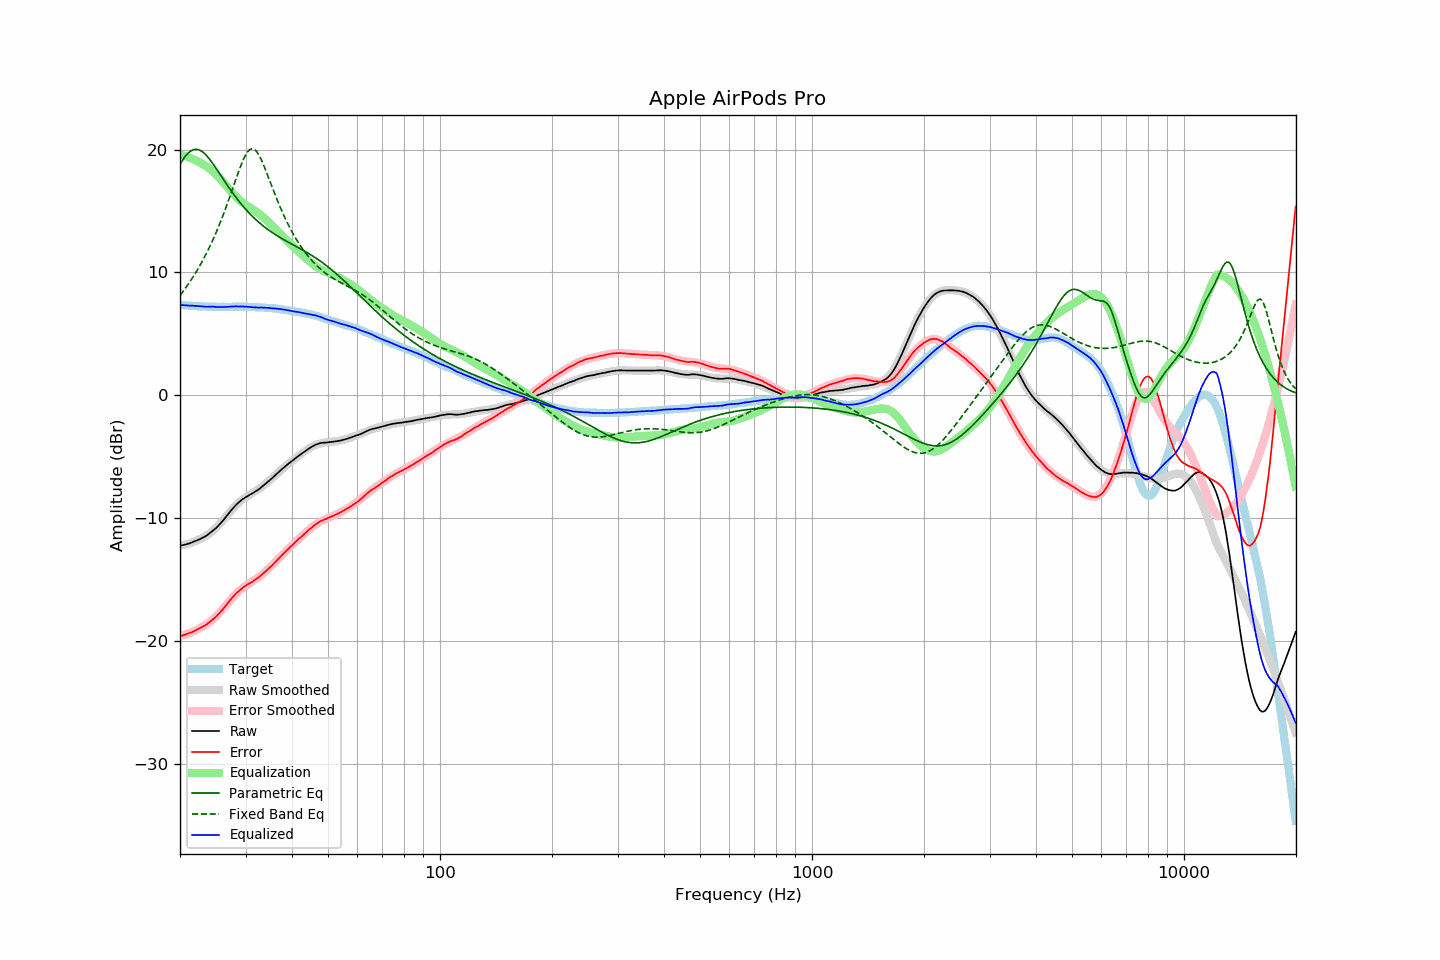 Apple AirPods Pro
20
10
0
−10
−20
−30
Amplitude (dBr)
Target
Raw Smoothed
Error Smoothed
Raw
Error
Equalization
Parametric Eq
Fixed Band Eq
Equalized
100 1000 10000
Frequency (Hz)